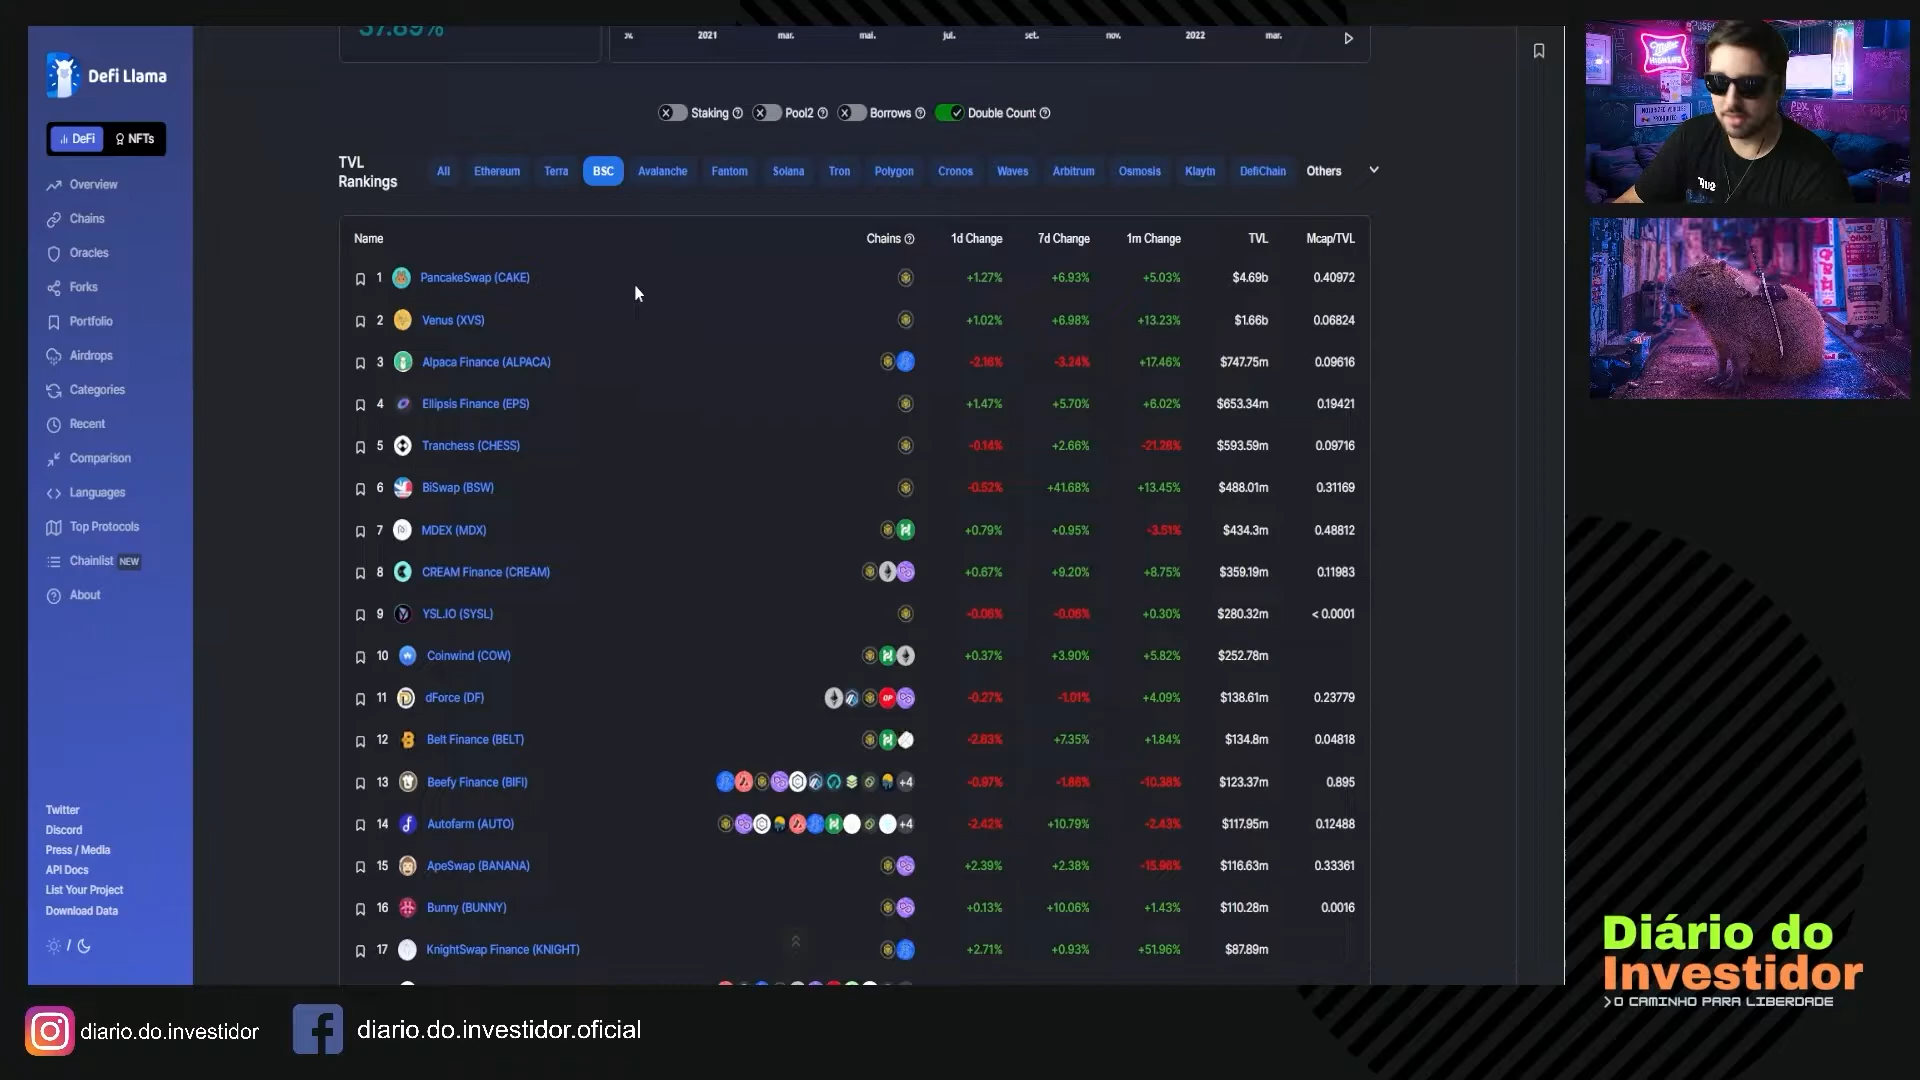 37.89%
2021 mar. mai. jul. set. nov. 2022 mar.
Defi Llama
DeFi NFTs
Overview
Chains
Oracles
Forks
Portfolio
Airdrops
Categories
Recent
Comparison
Languages
Top Protocols
Chainlist NEW
About
Twitter
Discord
Press / Media
API Docs
List Your Project
Download Data
/
Staking Pool2 Borrows Double Count
TVL
Rankings
All Ethereum Terra BSC Avalanche Fantom Solana Tron Polygon Cronos Waves Arbitrum Osmosis Klaytn DefiChain Others
Name Chains 1d Change 7d Change 1m Change TVL Mcap/TVL
1 PancakeSwap (CAKE) +1.27% +6.93% +5.03% $4.69b 0.40972
2 Venus (XVS) +1.02% +6.98% +13.23% $1.66b 0.06824
3 Alpaca Finance (ALPACA) -2.16% -3.24% +17.46% $747.75m 0.09616
4 Ellipsis Finance (EPS) +1.47% +5.70% +6.02% $653.34m 0.19421
5 Tranchess (CHESS) -0.14% +2.66% -21.28% $593.59m 0.09716
6 BiSwap (BSW) -0.52% +41.68% +13.45% $488.01m 0.31169
7 MDEX (MDX) +0.79% +0.95% -3.51% $434.3m 0.48812
8 CREAM Finance (CREAM) +0.67% +9.20% +8.75% $359.19m 0.11983
9 YSL.IO (SYSL) -0.06% -0.06% +0.30% $280.32m < 0.0001
10 Coinwind (COW) +0.37% +3.90% +5.82% $252.78m
11 dForce (DF) OP -0.27% -1.01% +4.09% $138.61m 0.23779
12 Belt Finance (BELT) -2.83% +7.35% +1.84% $134.8m 0.04818
13 Beefy Finance (BIFI) +4 -0.97% -1.86% -10.38% $123.37m 0.895
14 Autofarm (AUTO) +4 -2.42% +10.79% -2.43% $117.95m 0.12488
15 ApeSwap (BANANA) +2.39% +2.38% -15.96% $116.63m 0.33361
16 Bunny (BUNNY) +0.13% +10.06% +1.43% $110.28m 0.0016
17 KnightSwap Finance (KNIGHT) +2.71% +0.93% +51.96% $87.89m
Miller
HIGH LIFE
Diário do
Investidor
>O CAMINHO PARA LIBERDADE
diario.do.investidor
diario.do.investidor.oficial